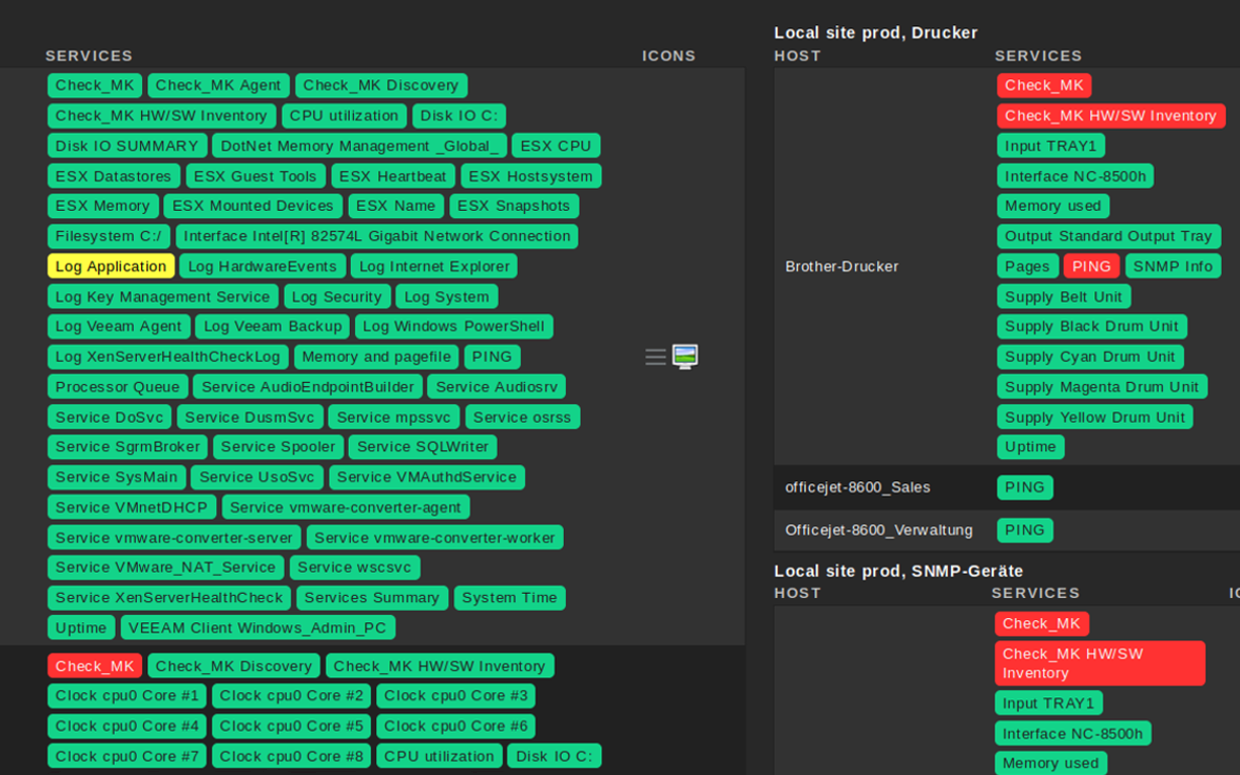 SERVICES ICONS
Check_MK Check_MK Agent Check_MK Discovery
Check_MK HW/SW Inventory CPU utilization Disk IO C:
Disk IO SUMMARY DotNet Memory Management _Global_ ESX CPU
ESX Datastores ESX Guest Tools ESX Heartbeat ESX Hostsystem
ESX Memory ESX Mounted Devices ESX Name ESX Snapshots
Filesystem C:/ Interface Intel[R] 82574L Gigabit Network Connection
Log Application Log HardwareEvents Log Internet Explorer
Log Key Management Service Log Security Log System
Log Veeam Agent Log Veeam Backup Log Windows PowerShell
Log XenServerHealthCheckLog Memory and pagefile PING
Processor Queue Service AudioEndpointBuilder Service Audiosrv
Service DoSvc Service DusmSvc Service mpssvc Service osrss
Service SgrmBroker Service Spooler Service SQLWriter
Service SysMain Service UsoSvc Service VMAuthdService
Service VMnetDHCP Service vmware-converter-agent
Service vmware-converter-server Service vmware-converter-worker
Service VMware_NAT_Service Service wscsvc
Service XenServerHealthCheck Services Summary System Time
Uptime VEEAM Client Windows_Admin_PC
Check_MK Check_MK Discovery Check_MK HW/SW Inventory
Clock cpu0 Core #1 Clock cpu0 Core #2 Clock cpu0 Core #3
Clock cpu0 Core #4 Clock cpu0 Core #5 Clock cpu0 Core #6
Clock cpu0 Core #7 Clock cpu0 Core #8 CPU utilization Disk IO C:
Local site prod, Drucker
HOST SERVICES
Check_MK
Check_MK HW/SW Inventory
Input TRAY1
Interface NC-8500h
Memory used
Output Standard Output Tray
Brother-Drucker Pages PING SNMP Info
Supply Belt Unit
Supply Black Drum Unit
Supply Cyan Drum Unit
Supply Magenta Drum Unit
Supply Yellow Drum Unit
Uptime
officejet-8600_Sales PING
Officejet-8600_Verwaltung PING
Local site prod, SNMP-Geräte
HOST SERVICES
Check_MK
Check_MK HW/SW
Inventory
Input TRAY1
Interface NC-8500h
Memory used